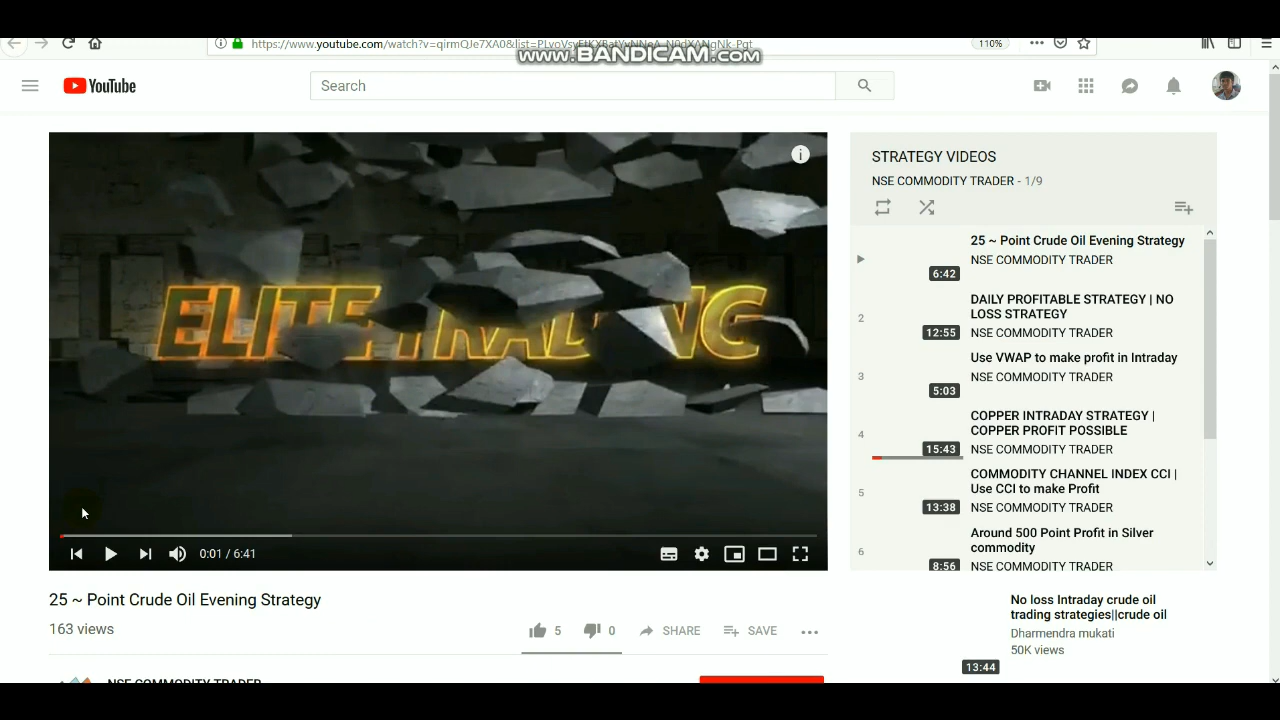 https://www.youtube.com/watch?v=qirmQJe7XA0&list=
110%
www.BANDICAM.com
YouTube
Search
ELITE TRADING
STRATEGY VIDEOS
NSE COMMODITY TRADER - 1/9
25 ~ Point Crude Oil Evening Strategy
NSE COMMODITY TRADER
6:42
2
DAILY PROFITABLE STRATEGY | NO
LOSS STRATEGY
NSE COMMODITY TRADER
12:55
3
Use VWAP to make profit in Intraday
NSE COMMODITY TRADER
5:03
4
COPPER INTRADAY STRATEGY |
COPPER PROFIT POSSIBLE
NSE COMMODITY TRADER
15:43
5
COMMODITY CHANNEL INDEX CCI |
Use CCI to make Profit
NSE COMMODITY TRADER
13:38
6
Around 500 Point Profit in Silver
commodity
NSE COMMODITY TRADER
8:56
0:01 / 6:41
25 ~ Point Crude Oil Evening Strategy
163 views
5
0
SHARE
SAVE
NSE COMMODITY TRADER
No loss Intraday crude oil
trading strategies||crude oil
Dharmendra mukati
50K views
13:44